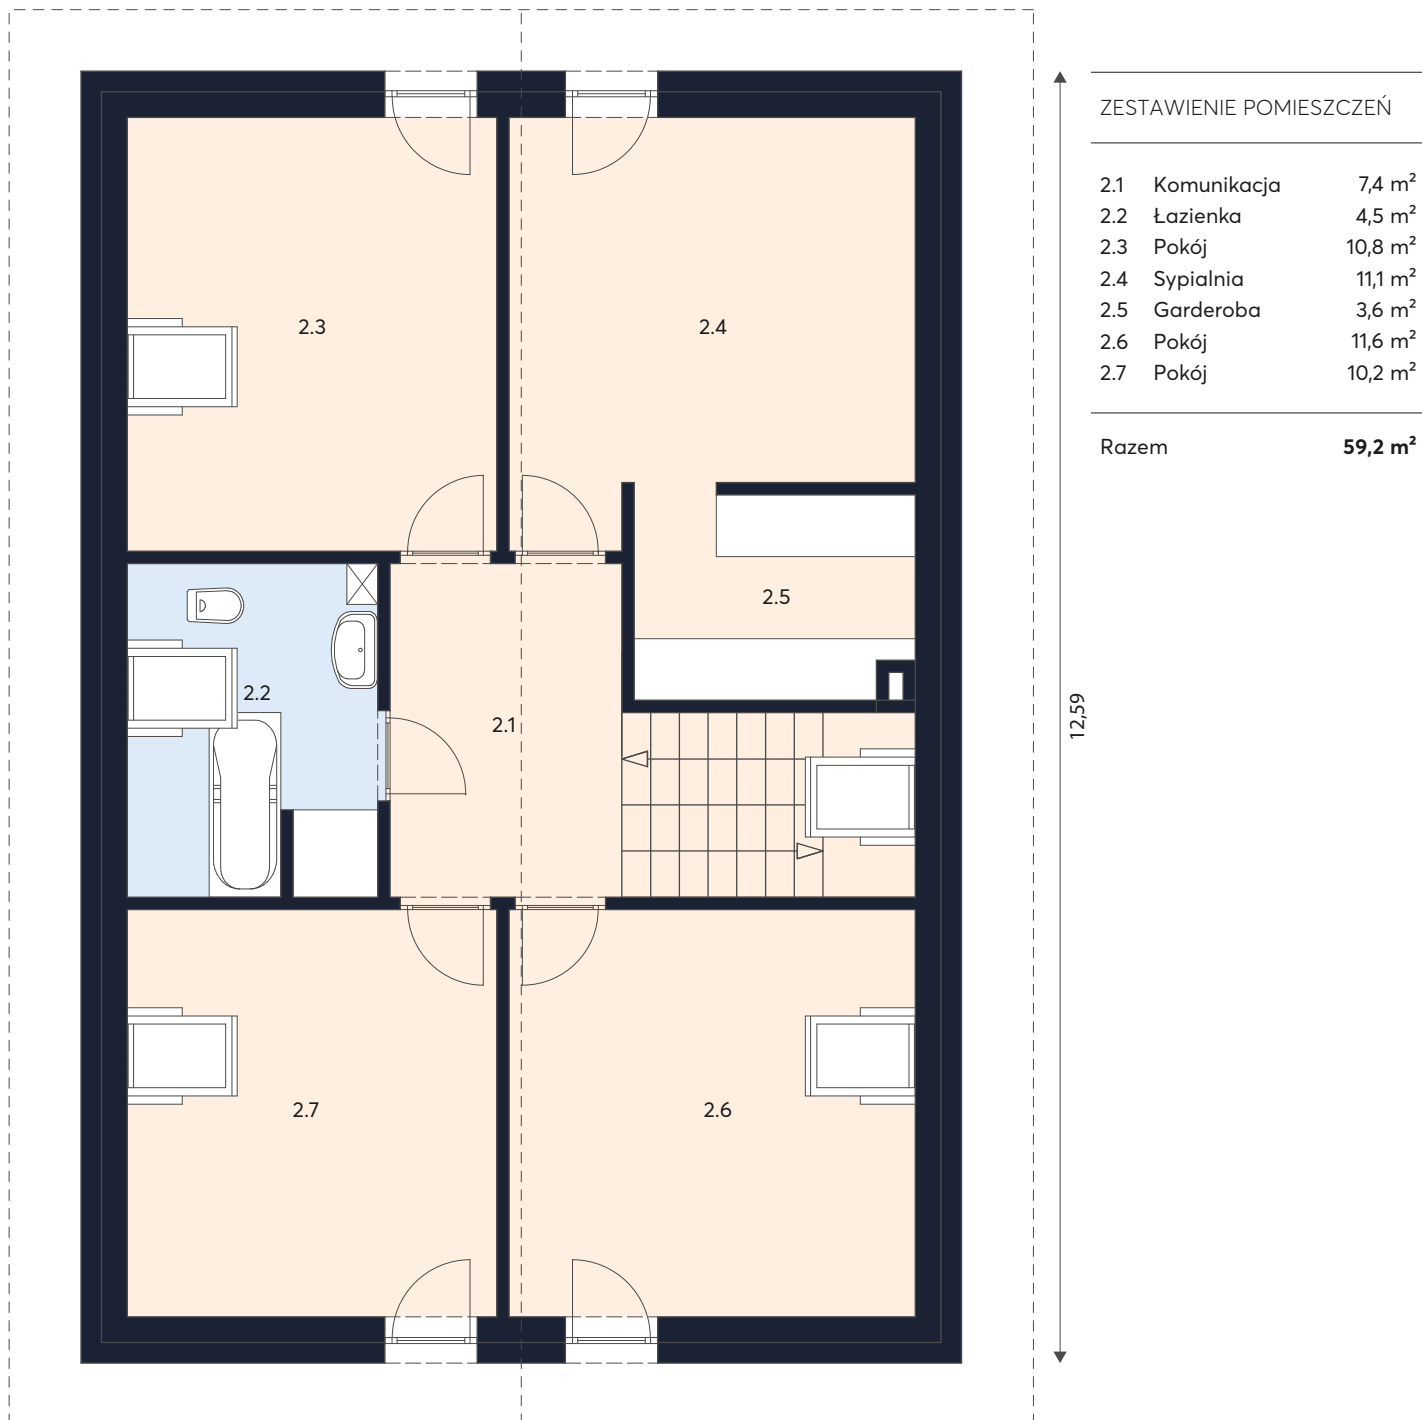 ZESTAWIENIE POMIESZCZEŃ
2.1 Komunikacja 7,4 m²
2.2 Łazienka 4,5 m²
2.3 Pokój 10,8 m²
2.4 Sypialnia 11,1 m²
2.5 Garderoba 3,6 m²
2.6 Pokój 11,6 m²
2.7 Pokój 10,2 m²
Razem 59,2 m²
2.3
2.4
2.5
2.2
2.1
12,59
2.7
2.6